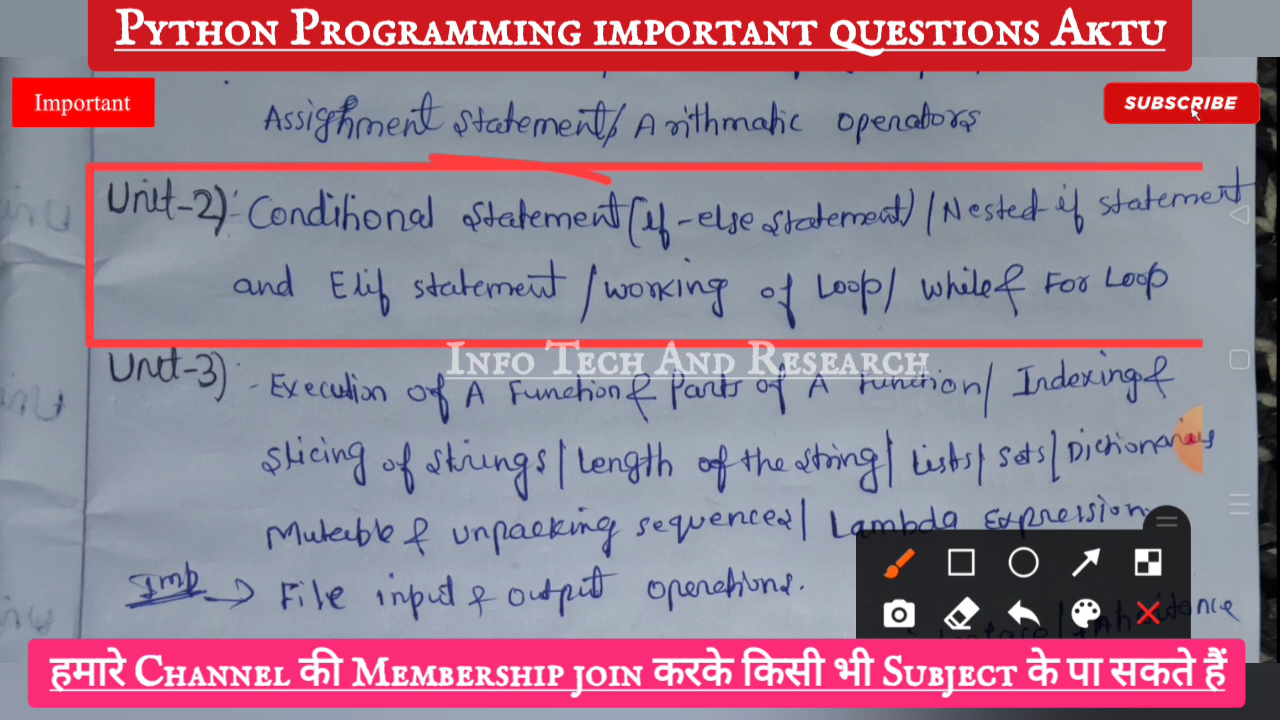 Python Programming important questions Aktu
Important
SUBSCRIBE
Assighment statement/ Arithmatic operators
Unit-2):- Conditional statement (if-else statement) / Nested-if statement
and Elif statement / working of Loop / while & For Loop
Info Tech And Research
Unit-3) - Execution of A Function & Parts of A Function / Indexing &
slicing of strings / length of the string / Lists / Sets / Dictionaries
Muteble & unpacking sequences / Lambda Expression
Imp → File input & output operations.
हमारे Channel की Membership join करके किसी भी Subject के पा सकते हैं